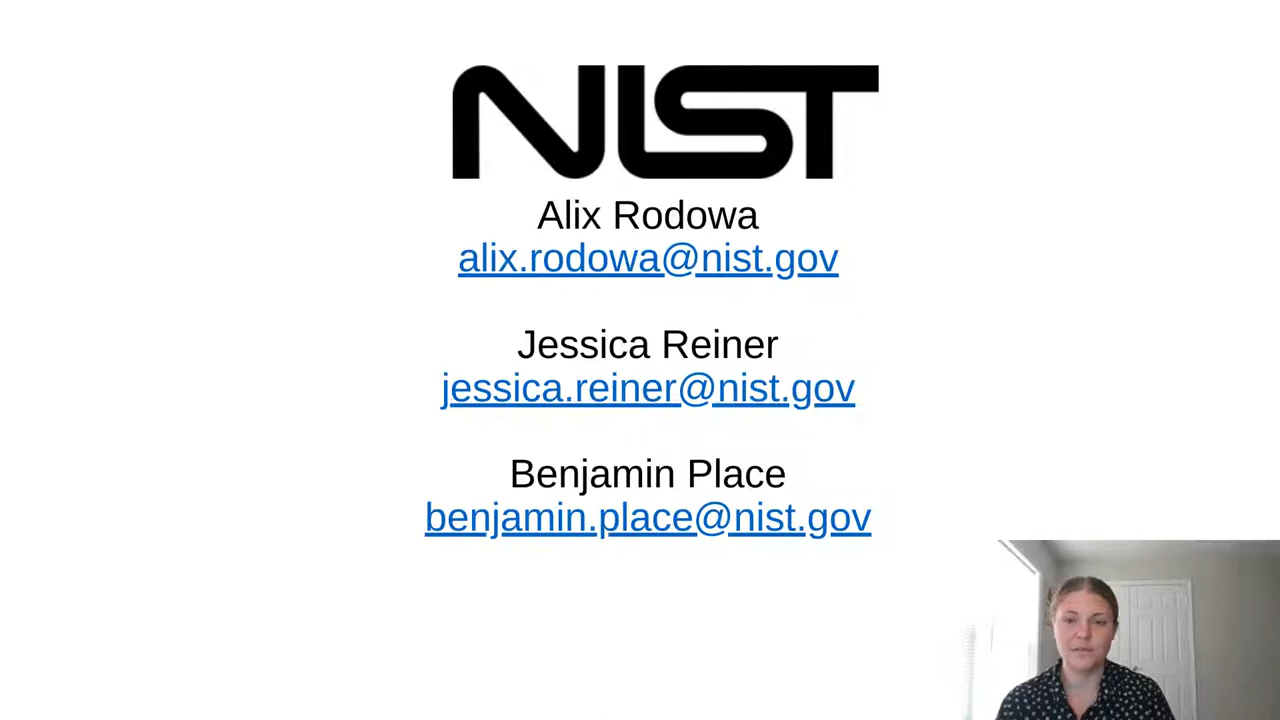 NIST
Alix Rodowa
alix.rodowa@nist.gov
Jessica Reiner
jessica.reiner@nist.gov
Benjamin Place
benjamin.place@nist.gov